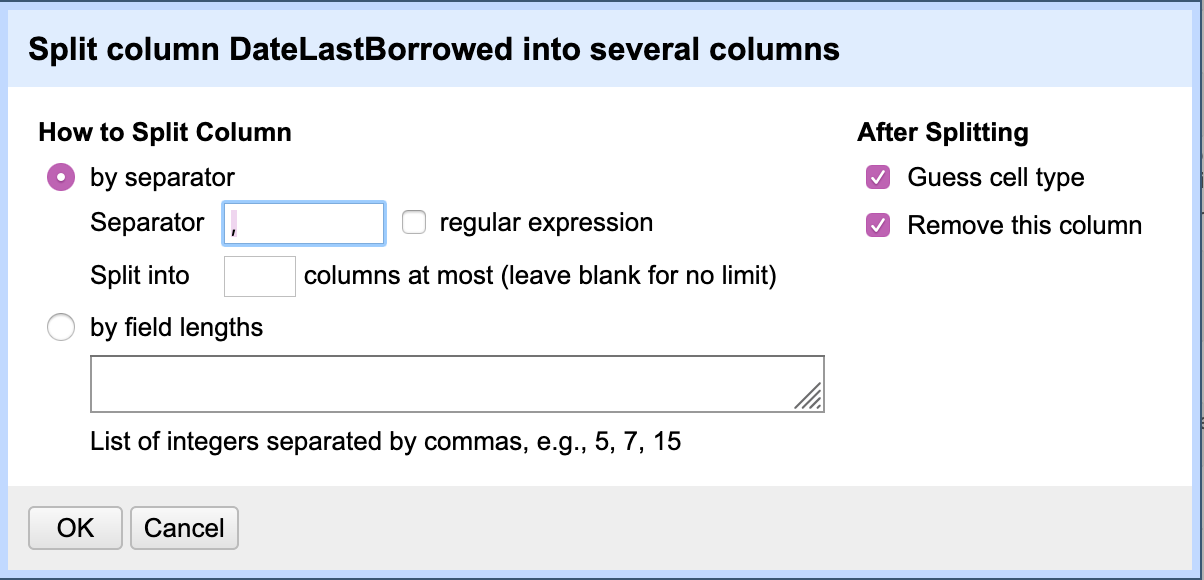 Split column DateLastBorrowed into several columns
How to Split Column
by separator
Separator , regular expression
Split into columns at most (leave blank for no limit)
by field lengths
List of integers separated by commas, e.g., 5, 7, 15
After Splitting
Guess cell type
Remove this column
OK Cancel